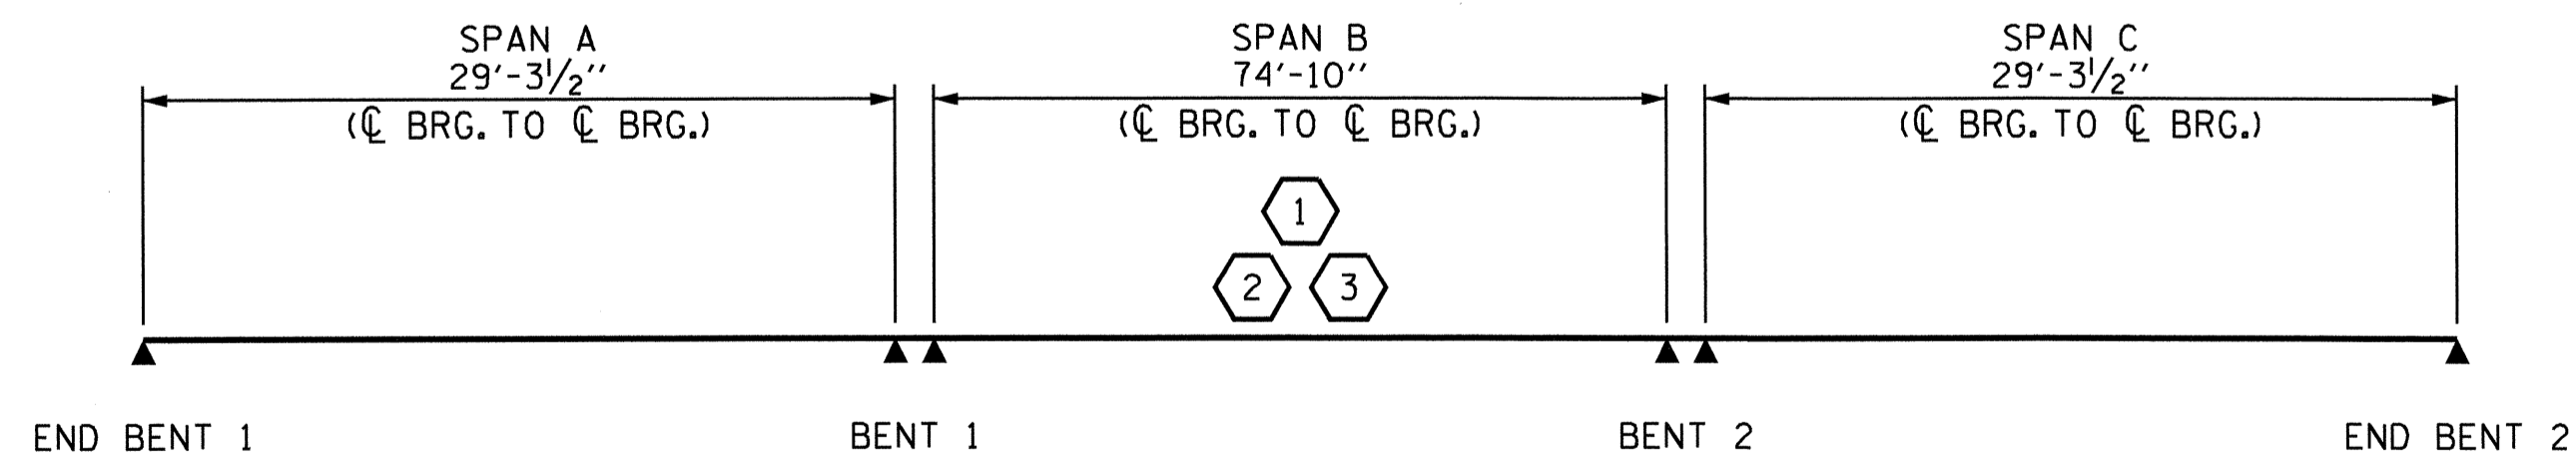 SPAN A
29'-3½''
(℄ BRG. TO ℄ BRG.)
SPAN B
74'-10''
(℄ BRG. TO ℄ BRG.)
SPAN C
29'-3½''
(℄ BRG. TO ℄ BRG.)
1
2 3
END BENT 1
BENT 1
BENT 2
END BENT 2